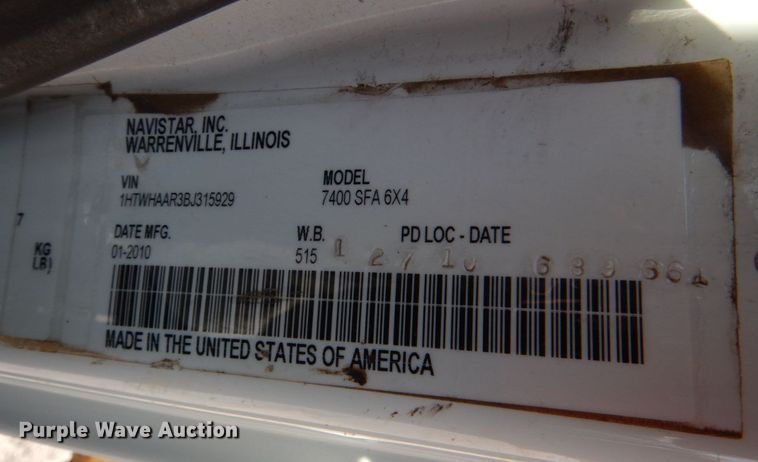 NAVISTAR, INC.
WARRENVILLE, ILLINOIS
VIN MODEL
1HTWHAAR3BJ315929 7400 SFA 6X4
DATE MFG. W.B. PD LOC - DATE
01-2010 515
7
KG
LB)
MADE IN THE UNITED STATES OF AMERICA
Purple Wave Auction